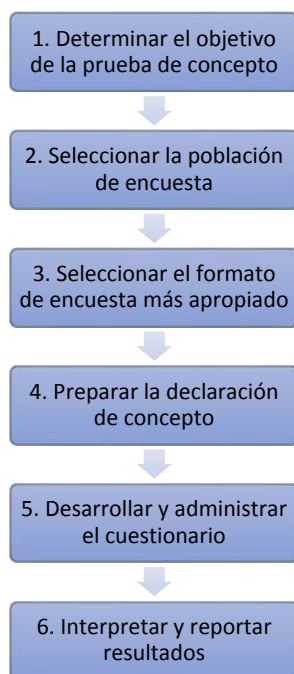 1. Determinar el objetivo
de la prueba de concepto
2. Seleccionar la población
de encuesta
3. Seleccionar el formato
de encuesta más apropiado
4. Preparar la declaración
de concepto
5. Desarrollar y administrar
el cuestionario
6. Interpretar y reportar
resultados